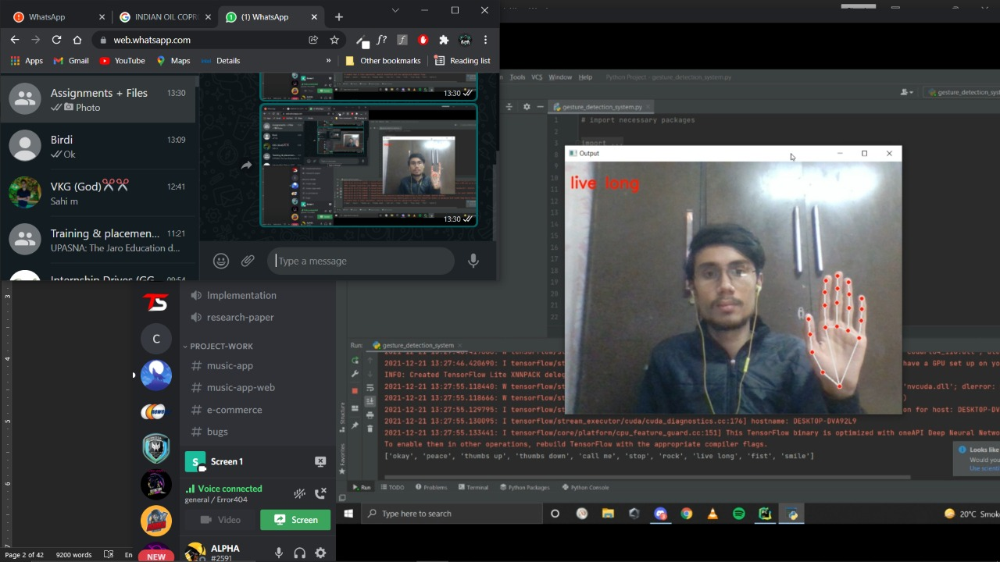 WhatsApp
INDIAN OIL COPR
(1) WhatsApp
web.whatsapp.com
Apps
Gmail
YouTube
Maps
Details
»
Other bookmarks
Reading list
Assignments + Files
13:30
Photo
Birdi
13:09
Ok
VKG (God)
12:41
Sahi m
Training & placemen...
11:21
UPASNA: The Jaro Education d...
Internship Drives (GG
09:54
13:30
13:30
Type a message
Tools VCS Window Help Python Project - gesture_detection_system.py
gesture_detection_syst
gesture_detection_system.py
1
# import necessary packages
3
import ...
Output
live long
Implementation
research-paper
PROJECT-WORK
# music-app
# music-app-web
# e-commerce
# bugs
Screen 1
Voice connected
general / Error404
Video
Screen
ALPHA
#2591
NEW
TS
C
S
Run:
gesture_detection_system
2021-12-21 13:27:46.420690: I tensorflow/st
have a GPU set up on yo
INFO: Created TensorFlow Lite XNNPACK deleg
2021-12-21 13:27:55.118440: W tensorflow/st
'nvcuda.dll'; dlerror:
2021-12-21 13:27:55.118666: W tensorflow/st
2021-12-21 13:27:55.129795: I tensorflow/st
on for host: DESKTOP-DV
2021-12-21 13:27:55.130095: I tensorflow/stream_executor/cuda/cuda_diagnostics.cc:176] hostname: DESKTOP-DVA92L9
2021-12-21 13:27:55.133441: I tensorflow/core/platform/cpu_feature_guard.cc:151] This TensorFlow binary is optimized with oneAPI Deep Neural Netwo
To enable them in other operations, rebuild TensorFlow with the appropriate compiler flags.
['okay', 'peace', 'thumbs up', 'thumbs down', 'call me', 'stop', 'rock', 'live long', 'fist', 'smile']
Structure
Favorites
Looks like
Would you
Use scient
Run
TODO
Problems
Terminal
Python Packages
Python Console
Type here to search
20°C Smok
Page 2 of 42
9200 words
En